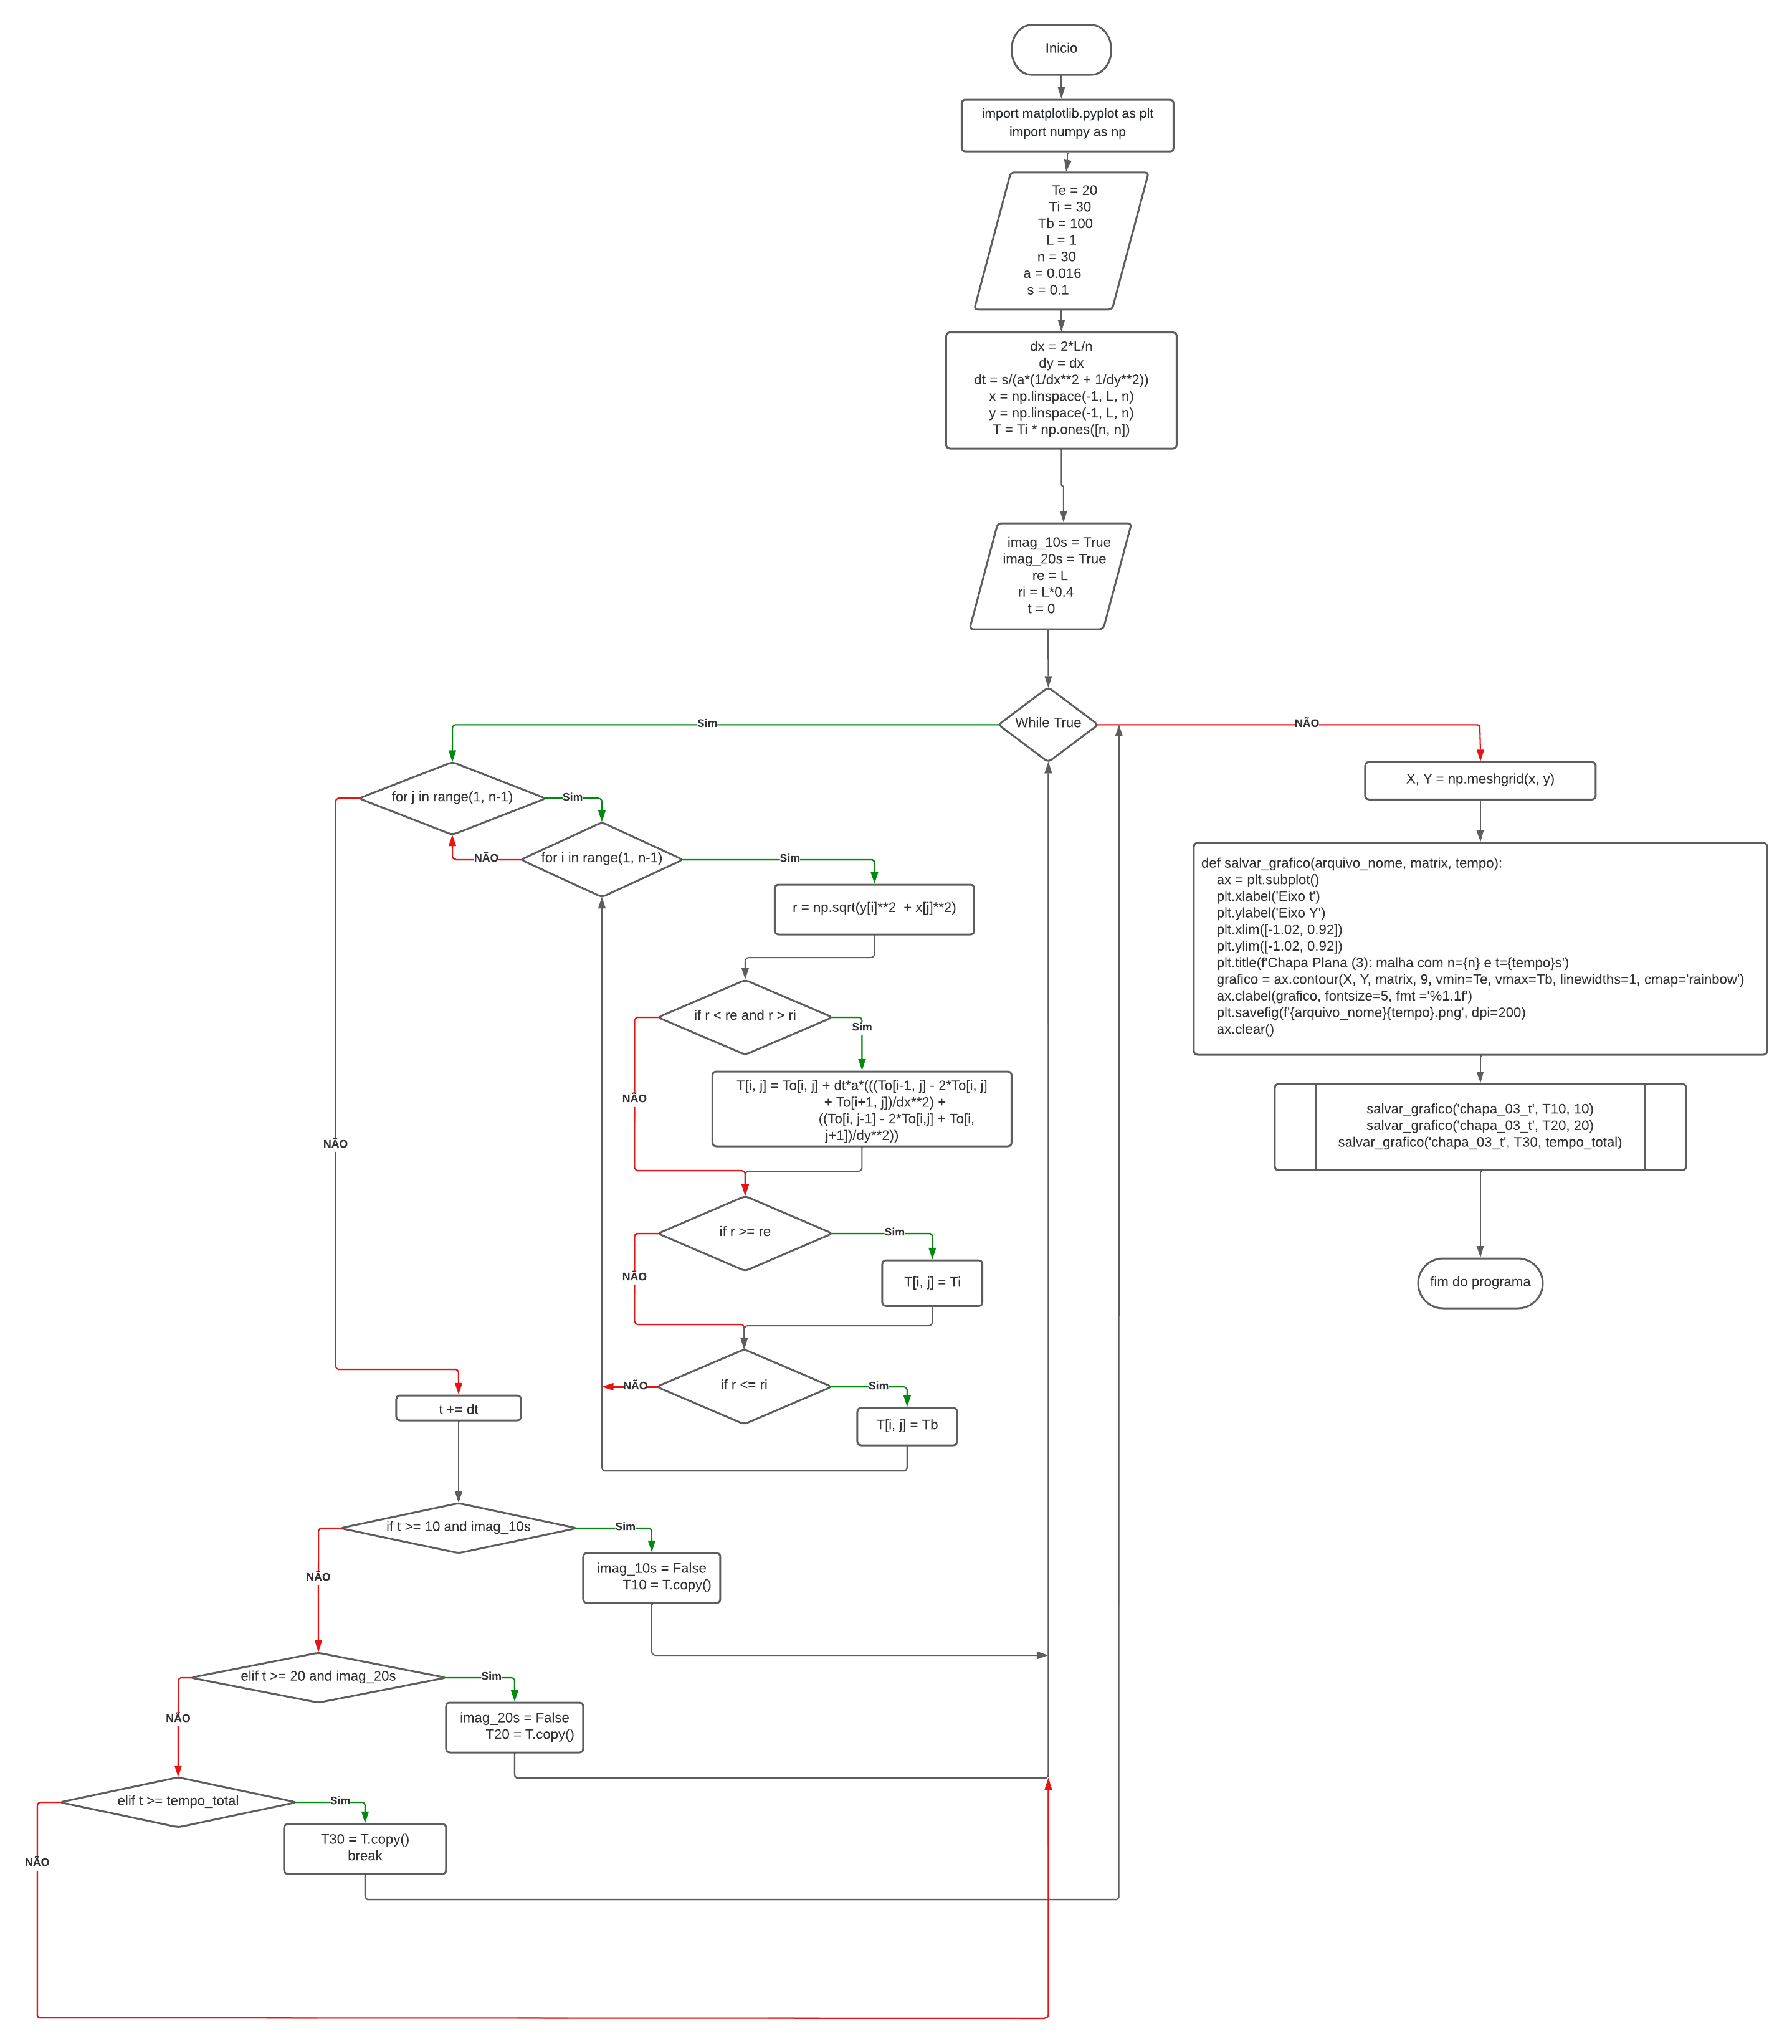 Inicio
import matplotlib.pyplot as plt
import numpy as np
Te = 20
Ti = 30
Tb = 100
L = 1
n = 30
a = 0.016
s = 0.1
dx = 2*L/n
dy = dx
dt = s/(a*(1/dx**2 + 1/dy**2))
x = np.linspace(-1, L, n)
y = np.linspace(-1, L, n)
T = Ti * np.ones([n, n])
imag_10s = True
imag_20s = True
re = L
ri = L*0.4
t = 0
While True
Sim
NÃO
for j in range(1, n-1)
Sim
NÃO
for i in range(1, n-1)
NÃO
Sim
r = np.sqrt(y[i]**2  + x[j]**2)
if r < re and r > ri
Sim
NÃO
T[i, j] = To[i, j] + dt*a*(((To[i-1, j] - 2*To[i, j]
+ To[i+1, j])/dx**2) +
((To[i, j-1] - 2*To[i,j] + To[i,
j+1])/dy**2))
if r >= re
Sim
NÃO
T[i, j] = Ti
if r <= ri
NÃO
Sim
T[i, j] = Tb
t += dt
if t >= 10 and imag_10s
Sim
NÃO
imag_10s = False
T10 = T.copy()
elif t >= 20 and imag_20s
Sim
NÃO
imag_20s = False
T20 = T.copy()
elif t >= tempo_total
Sim
NÃO
T30 = T.copy()
break
X, Y = np.meshgrid(x, y)
def salvar_grafico(arquivo_nome, matrix, tempo):
ax = plt.subplot()
plt.xlabel('Eixo t')
plt.ylabel('Eixo Y')
plt.xlim([-1.02, 0.92])
plt.ylim([-1.02, 0.92])
plt.title(f'Chapa Plana (3): malha com n={n} e t={tempo}s')
grafico = ax.contour(X, Y, matrix, 9, vmin=Te, vmax=Tb, linewidths=1, cmap='rainbow')
ax.clabel(grafico, fontsize=5, fmt ='%1.1f')
plt.savefig(f'{arquivo_nome}{tempo}.png', dpi=200)
ax.clear()
salvar_grafico('chapa_03_t', T10, 10)
salvar_grafico('chapa_03_t', T20, 20)
salvar_grafico('chapa_03_t', T30, tempo_total)
fim do programa